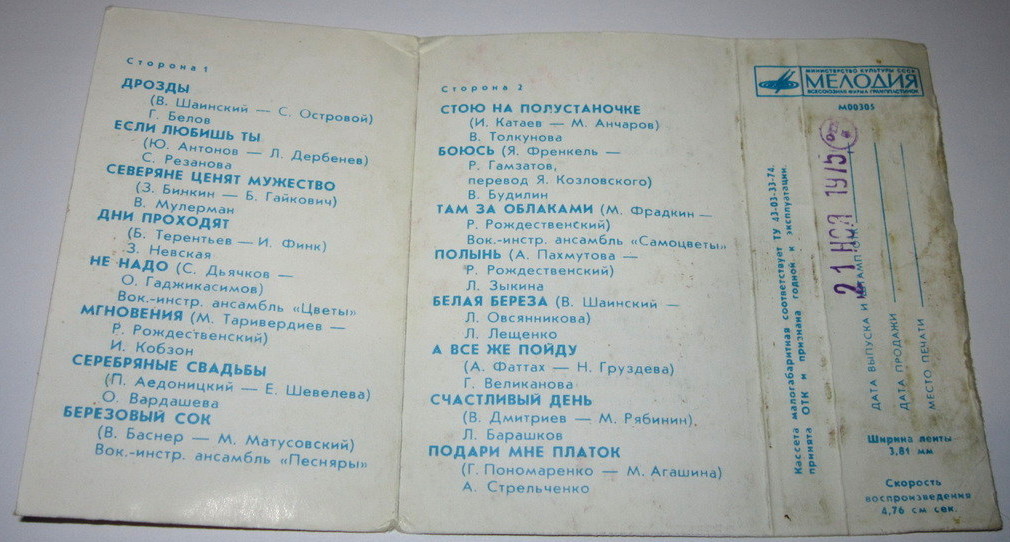 Сторона 1
ДРОЗДЫ
(В. Шаинский — С. Островой)
Г. Белов
ЕСЛИ ЛЮБИШЬ ТЫ
(Ю. Антонов — Л. Дербенев)
С. Резанова
СЕВЕРЯНЕ ЦЕНЯТ МУЖЕСТВО
(З. Бинкин — Б. Гайкович)
В. Мулерман
ДНИ ПРОХОДЯТ
(Б. Терентьев — И. Финк)
З. Невская
НЕ НАДО (С. Дьячков —
О. Гаджикасимов)
Вок.-инстр. ансамбль «Цветы»
МГНОВЕНИЯ (М. Таривердиев —
Р. Рождественский)
И. Кобзон
СЕРЕБРЯНЫЕ СВАДЬБЫ
(П. Аедоницкий — Е. Шевелева)
О. Вардашева
БЕРЕЗОВЫЙ СОК
(В. Баснер — М. Матусовский)
Вок.-инстр. ансамбль «Песняры»
Сторона 2
СТОЮ НА ПОЛУСТАНОЧКЕ
(И. Катаев — М. Анчаров)
В. Толкунова
БОЮСЬ (Я. Френкель —
Р. Гамзатов,
перевод Я. Козловского)
В. Будилин
ТАМ ЗА ОБЛАКАМИ (М. Фрадкин —
Р. Рождественский)
Вок.-инстр. ансамбль «Самоцветы»
ПОЛЫНЬ (А. Пахмутова —
Р. Рождественский)
Л. Зыкина
БЕЛАЯ БЕРЕЗА (В. Шаинский —
Л. Овсянникова)
Л. Лещенко
А ВСЕ ЖЕ ПОЙДУ
(А. Фаттах — Н. Груздева)
Г. Великанова
СЧАСТЛИВЫЙ ДЕНЬ
(В. Дмитриев — М. Рябинин).
Л. Барашков
ПОДАРИ МНЕ ПЛАТОК
(Г. Пономаренко — М. Агашина)
А. Стрельченко
МИНИСТЕРСТВО КУЛЬТУРЫ СССР
МЕЛОДИЯ
ВСЕСОЮЗНАЯ ФИРМА ГРАМПЛАСТИНОК
М00305
Кассета малогабаритная соответствует ТУ 43-03-33-74,
принята ОТК и признана годной к эксплуатации.
21 НОЯ 1975
ДАТА ВЫПУСКА И ШТАМП ОТК
ДАТА ПРОДАЖИ
МЕСТО ПЕЧАТИ
Ширина ленты
3,81 мм
Скорость
воспроизведения
4,76 см сек.